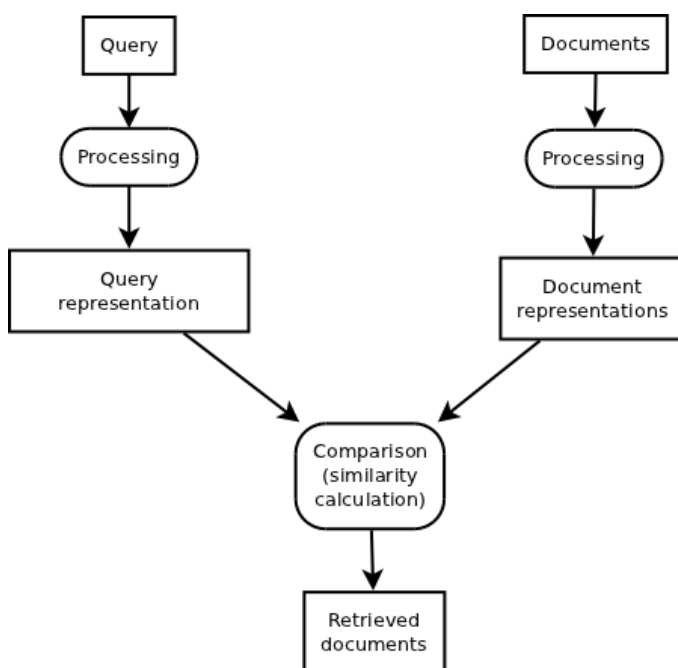 Query
Documents
Processing
Processing
Query
representation
Document
representations
Comparison
(similarity
calculation)
Retrieved
documents